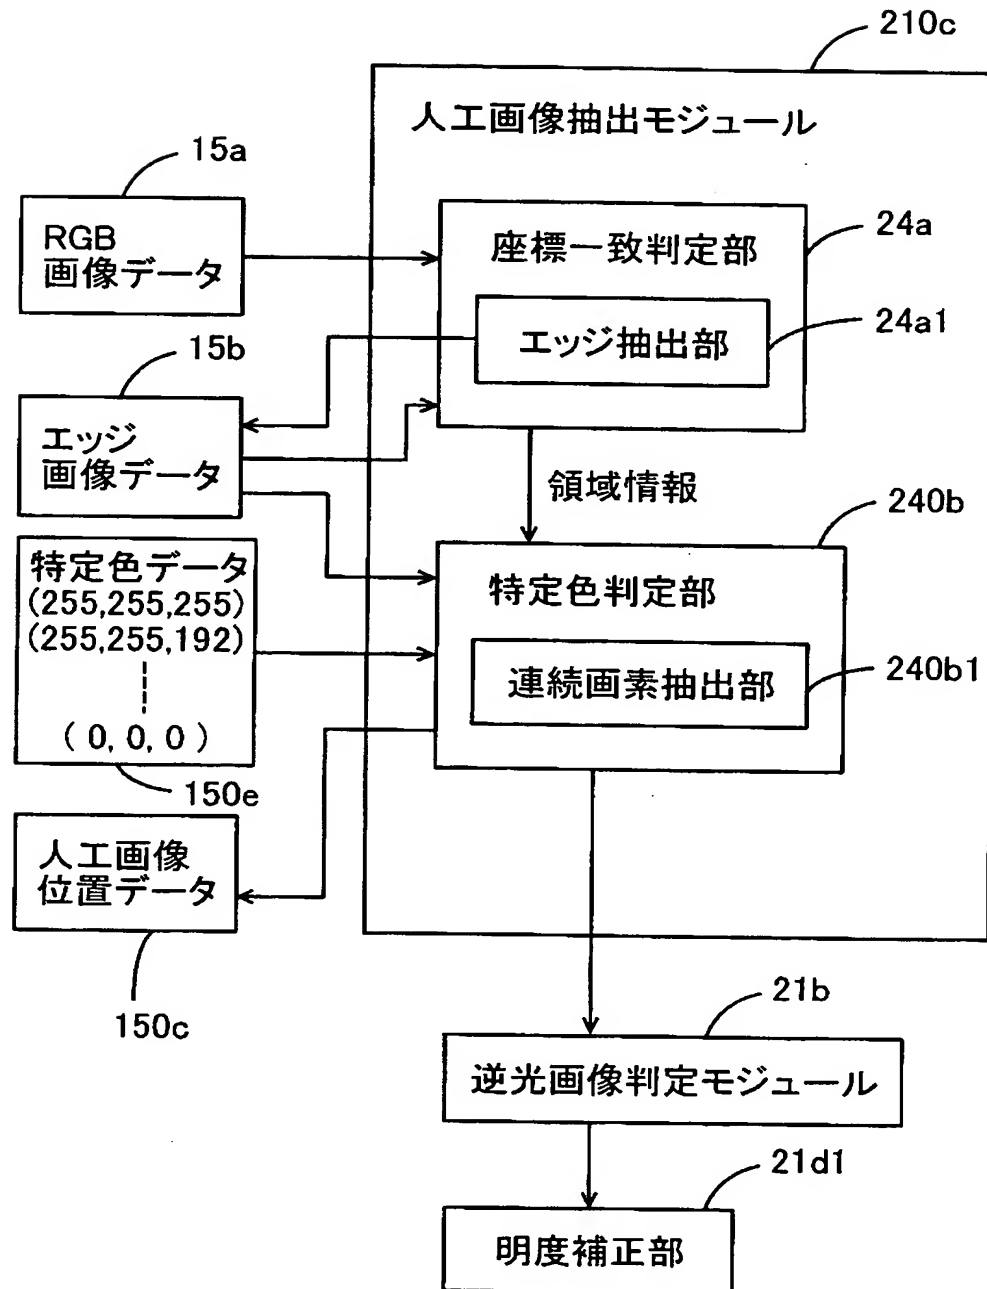 210c
人工画像抽出モジュール
15a
RGB
画像データ
座標一致判定部
24a
エッジ抽出部
24a1
15b
エッジ
画像データ
領域情報
240b
特定色データ
(255,255,255)
(255,255,192)
( 0, 0, 0 )
特定色判定部
連続画素抽出部
240b1
150e
人工画像
位置データ
150c
21b
逆光画像判定モジュール
21d1
明度補正部